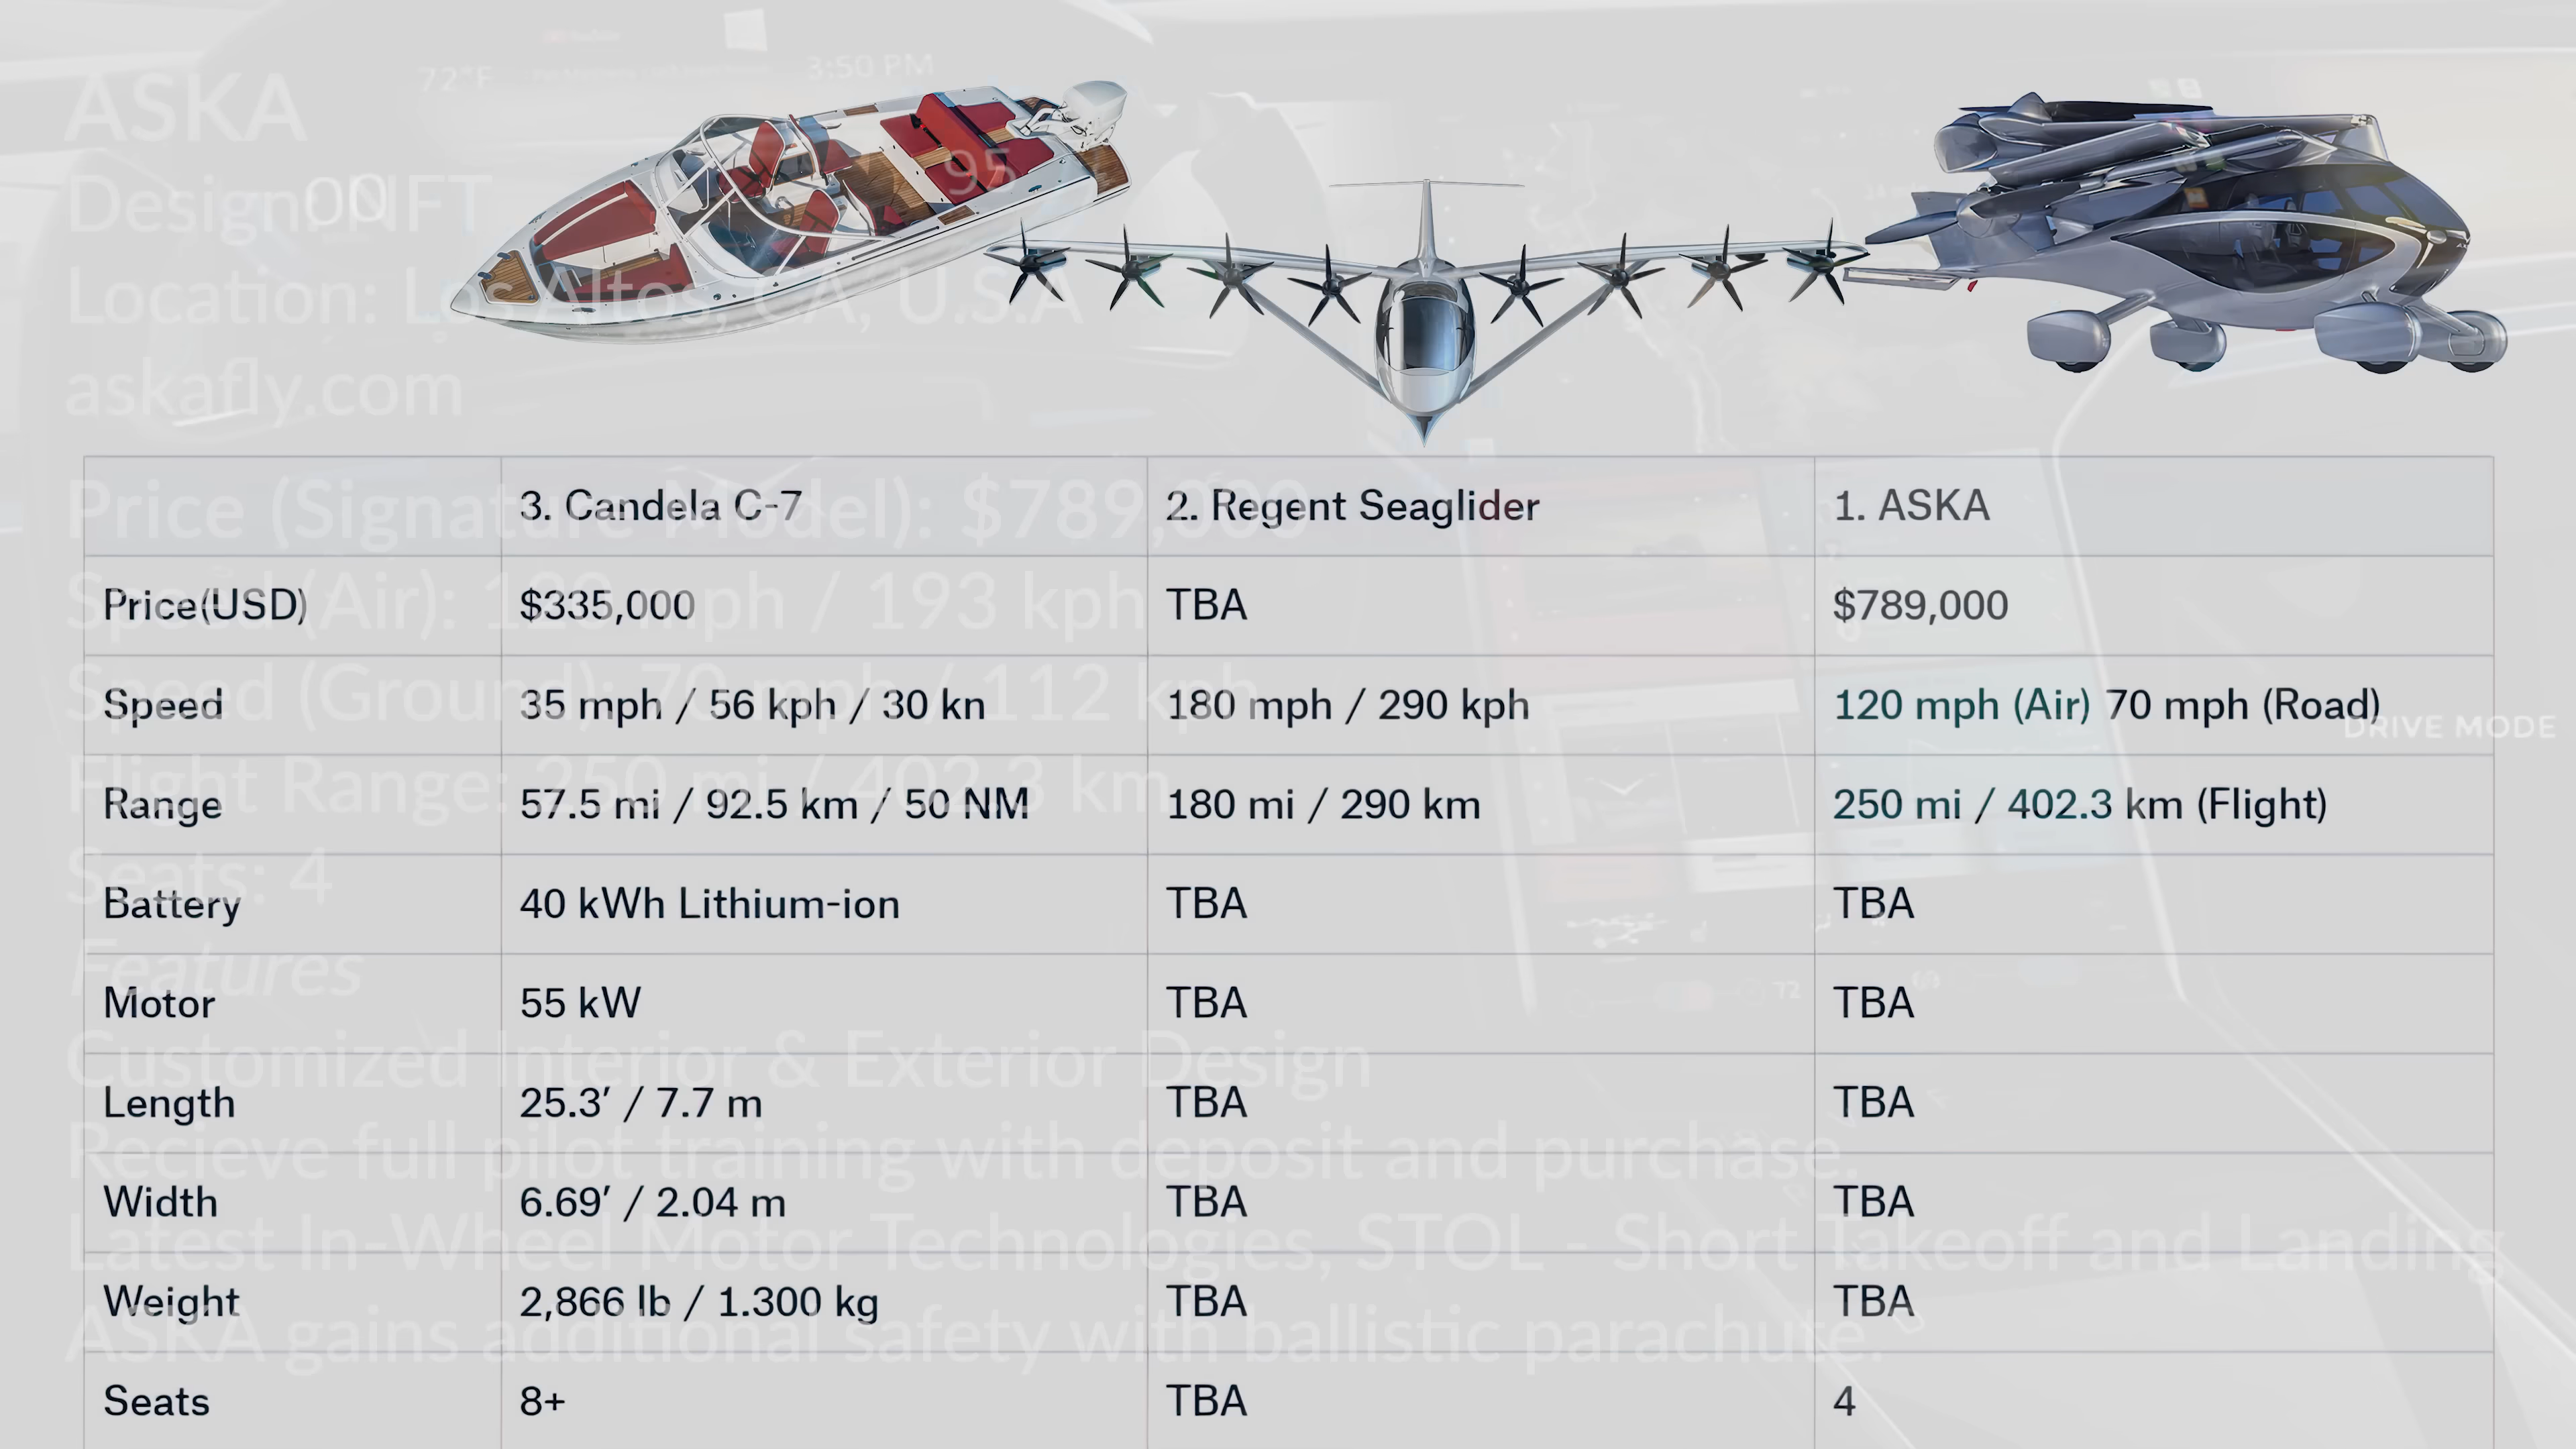 72°F
3:50 PM
ASKA
95
Design: NFT
00
Location: Los Altos, CA, U.S.A
askafly.com
Price (Signature Model): $789,000
Speed (Air): 120 mph / 193 kph
Speed (Ground): 70 mph / 112 kph
Flight Range: 250 mi / 402.3 km
Seats: 4
Features
Customized Interior & Exterior Design
Recieve full pilot training with deposit and purchase.
Latest In-Wheel Motor Technologies, STOL - Short Takeoff and Landing
ASKA gains additional safety with ballistic parachute.
DRIVE MODE
72
3. Candela C-7 2. Regent Seaglider 1. ASKA
Price(USD) $335,000 TBA $789,000
Speed 35 mph / 56 kph / 30 kn 180 mph / 290 kph 120 mph (Air) 70 mph (Road)
Range 57.5 mi / 92.5 km / 50 NM 180 mi / 290 km 250 mi / 402.3 km (Flight)
Battery 40 kWh Lithium-ion TBA TBA
Motor 55 kW TBA TBA
Length 25.3′ / 7.7 m TBA TBA
Width 6.69′ / 2.04 m TBA TBA
Weight 2,866 lb / 1.300 kg TBA TBA
Seats 8+ TBA 4